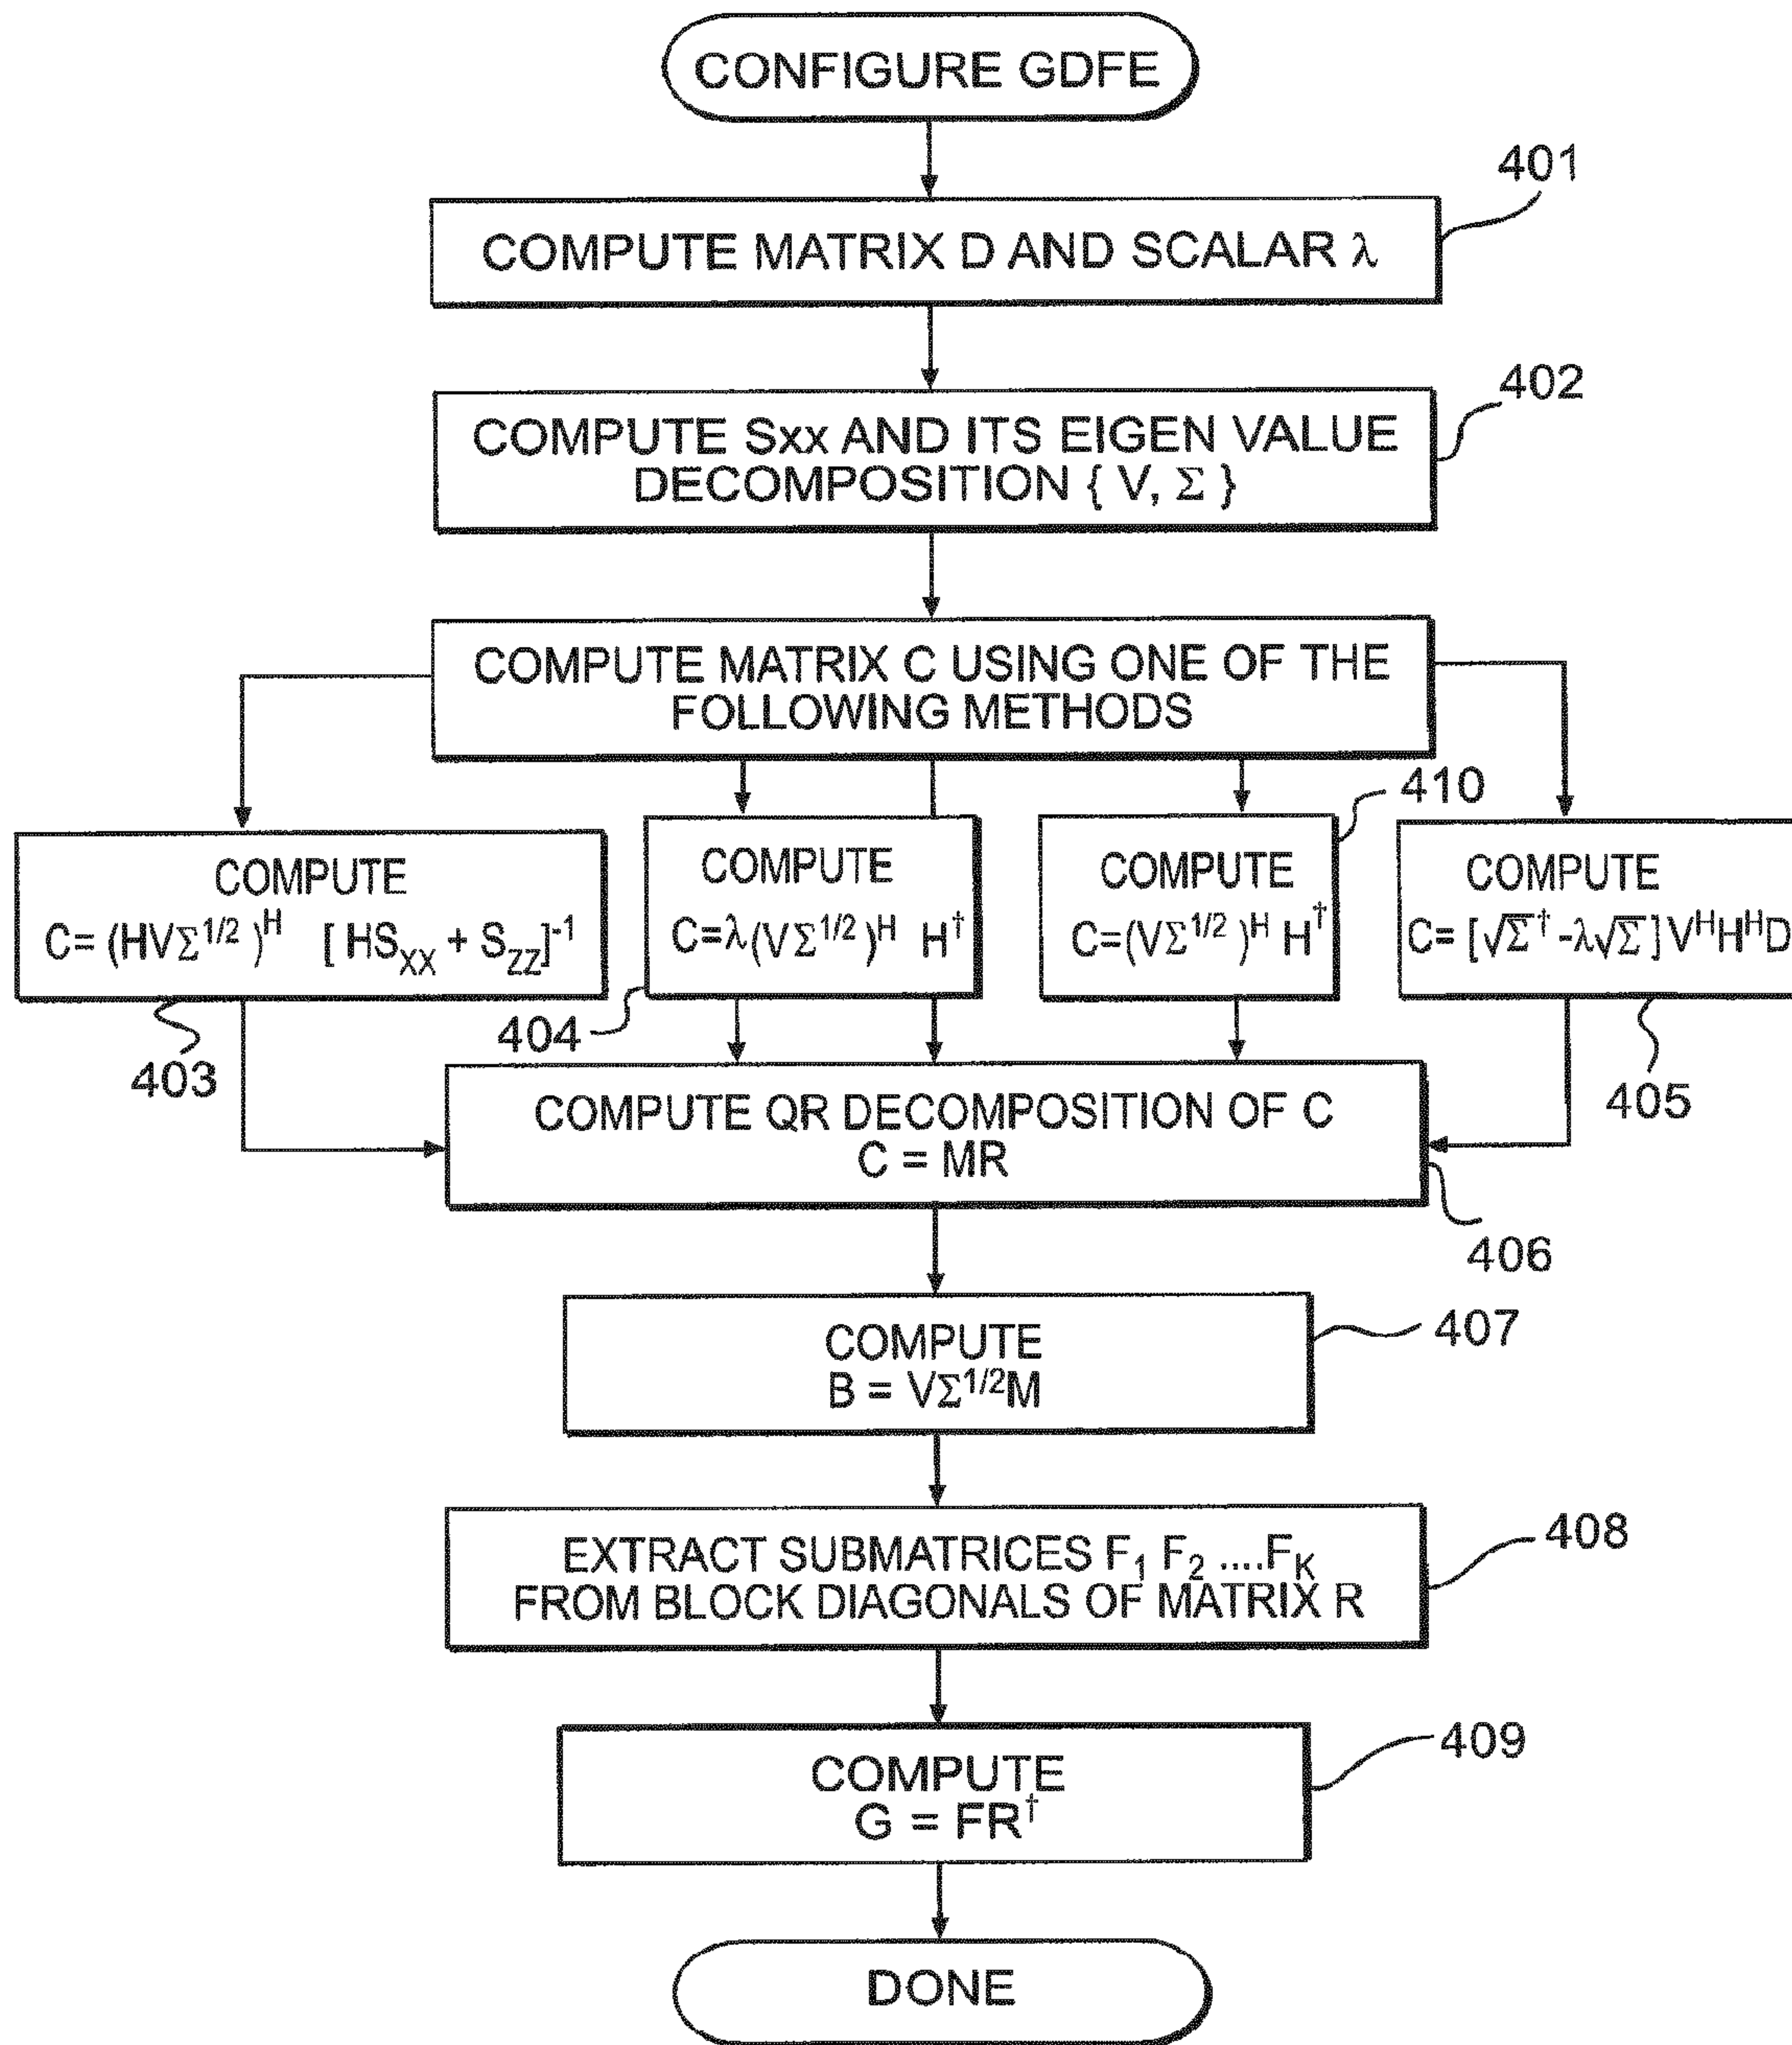 CONFIGURE GDFE
401
COMPUTE MATRIX D AND SCALAR λ
402
COMPUTE Sxx AND ITS EIGEN VALUE
DECOMPOSITION { V, Σ }
COMPUTE MATRIX C USING ONE OF THE
FOLLOWING METHODS
410
COMPUTE
C= (HVΣ^1/2 )^H [ HS_XX + S_ZZ]^-1
403
COMPUTE
C=λ(VΣ^1/2)^H H^†
404
COMPUTE
C=(VΣ^1/2 )^H H^†
COMPUTE
C= [√Σ^† -λ√Σ ] V^H H^H D
405
COMPUTE QR DECOMPOSITION OF C
C = MR
406
COMPUTE
B = VΣ^1/2M
407
EXTRACT SUBMATRICES F_1 F_2 ....F_K
FROM BLOCK DIAGONALS OF MATRIX R
408
COMPUTE
G = FR^†
409
DONE